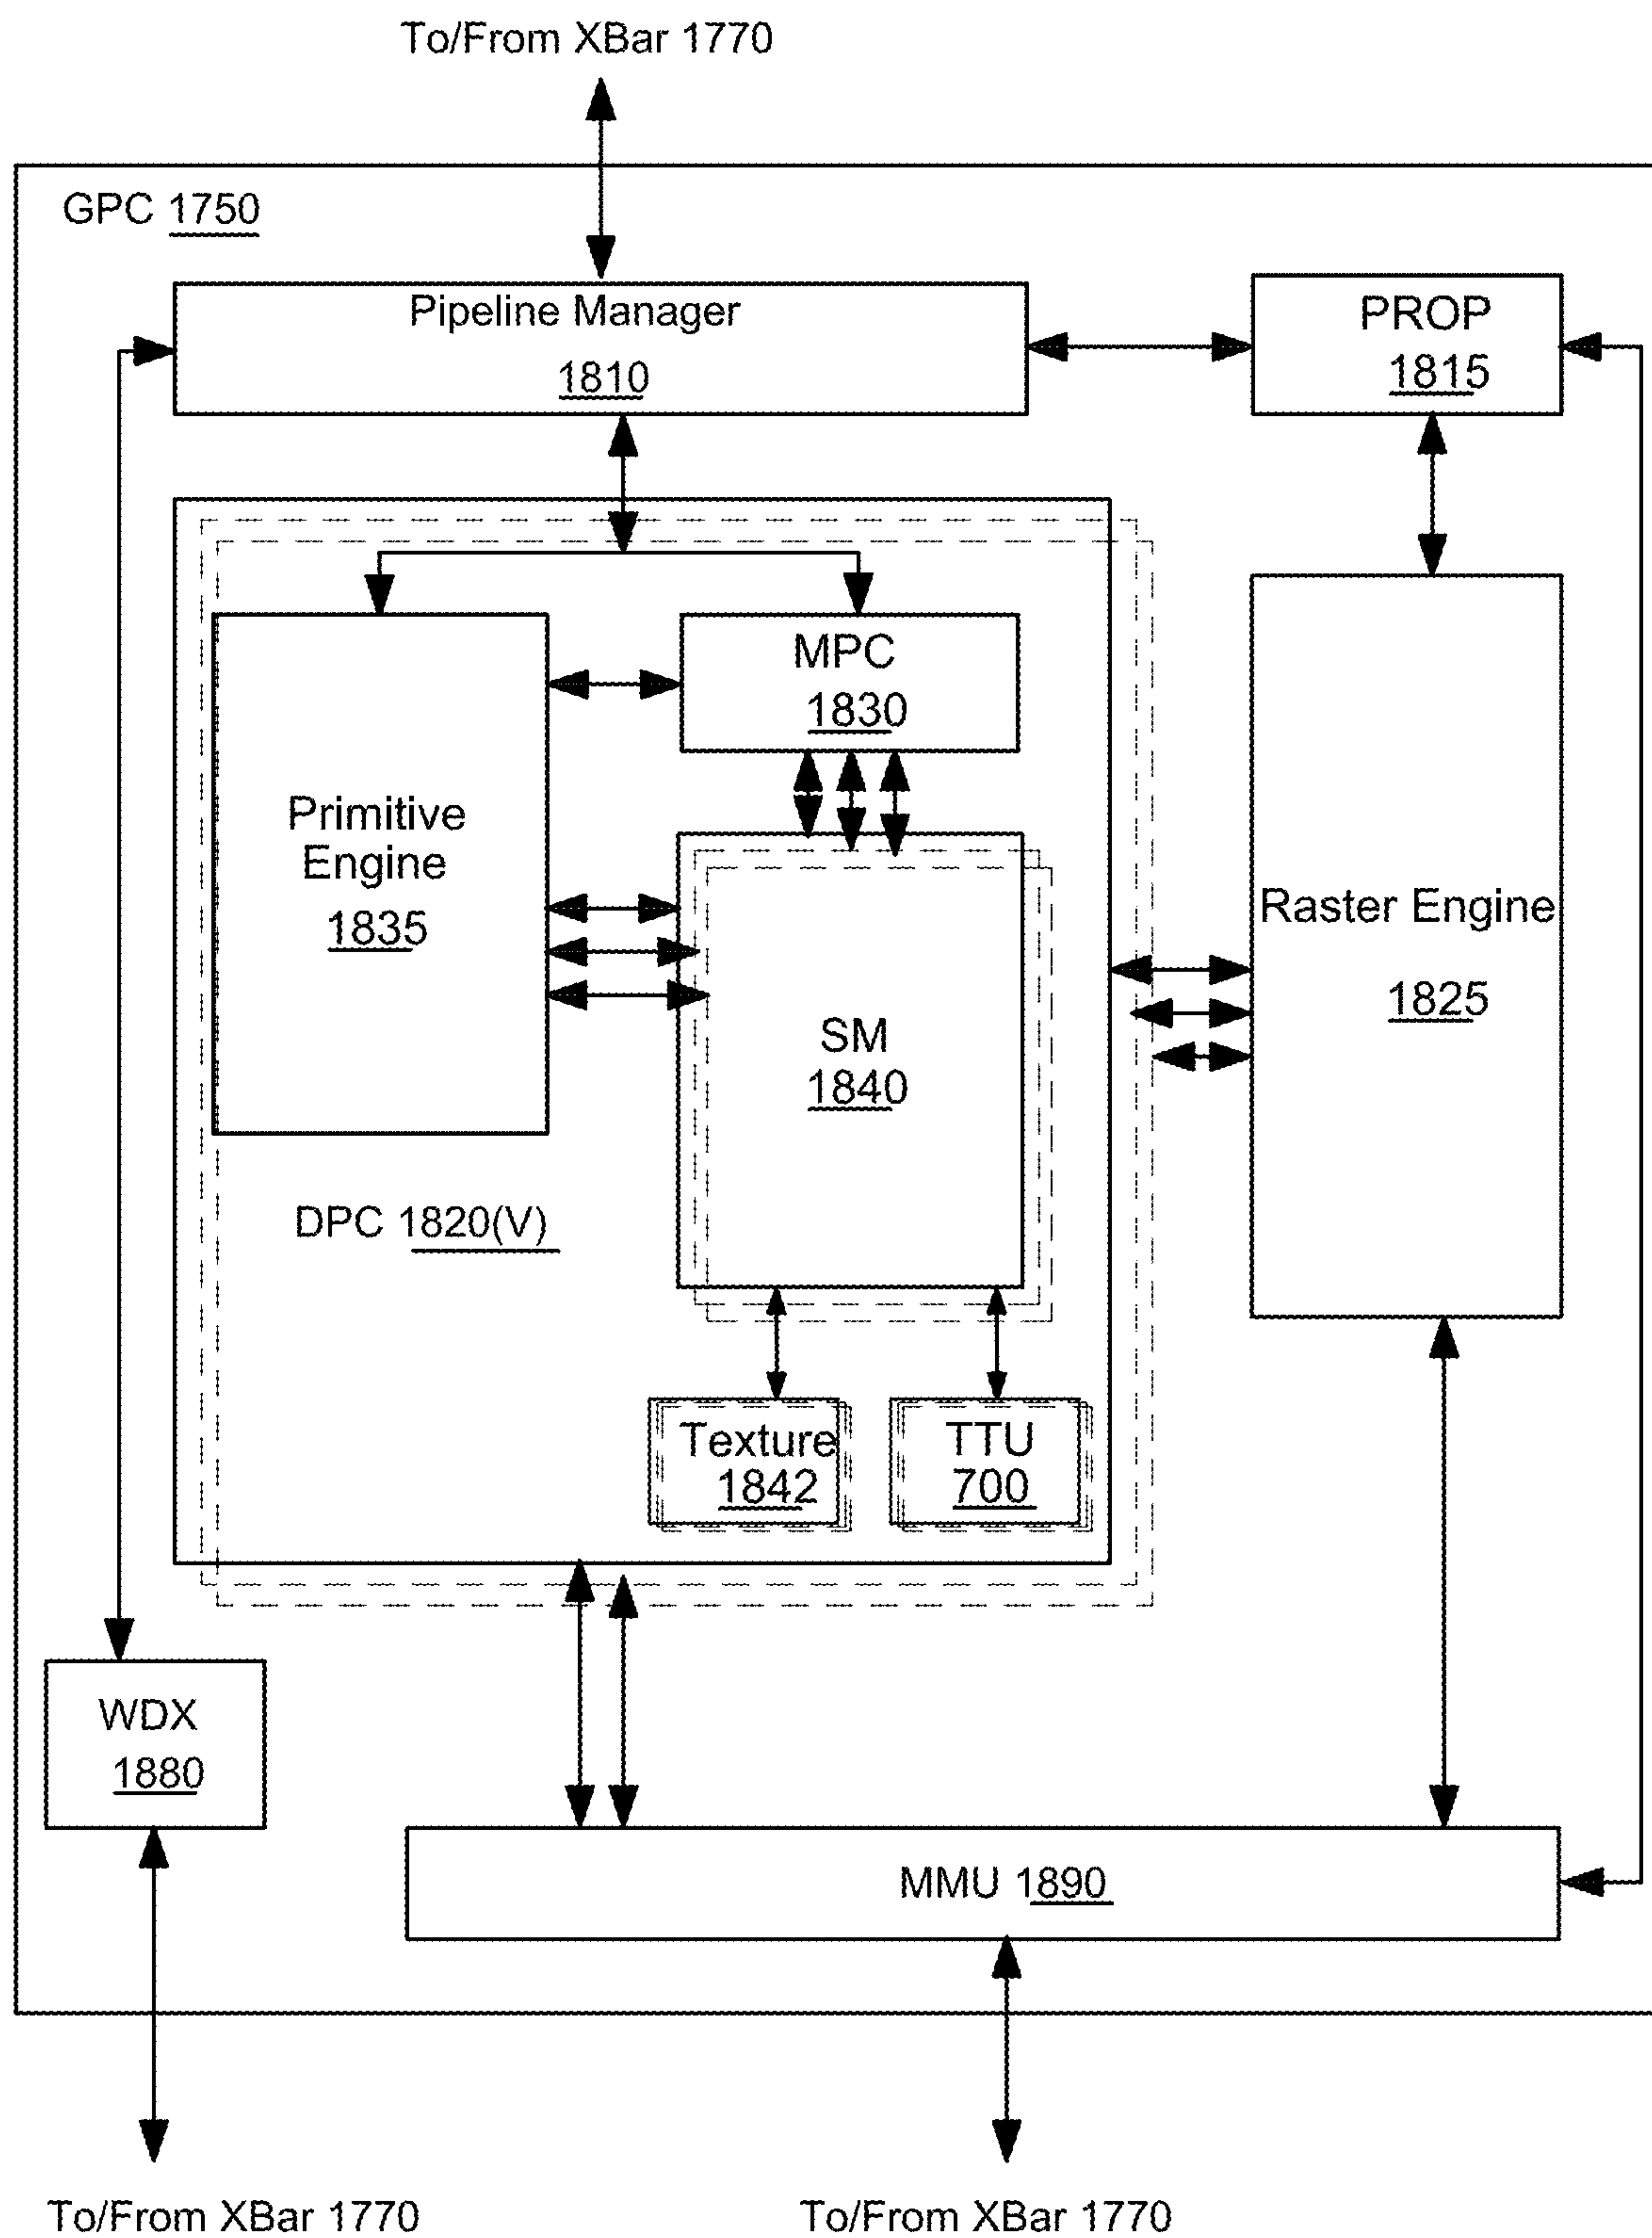 To/From XBar 1770
GPC 1750
Pipeline Manager
1810
PROP
1815
MPC
1830
Primitive
Engine
1835
Raster Engine
1825
SM
1840
DPC 1820(V)
Texture
1842
TTU
700
WDX
1880
MMU 1890
To/From XBar 1770
To/From XBar 1770